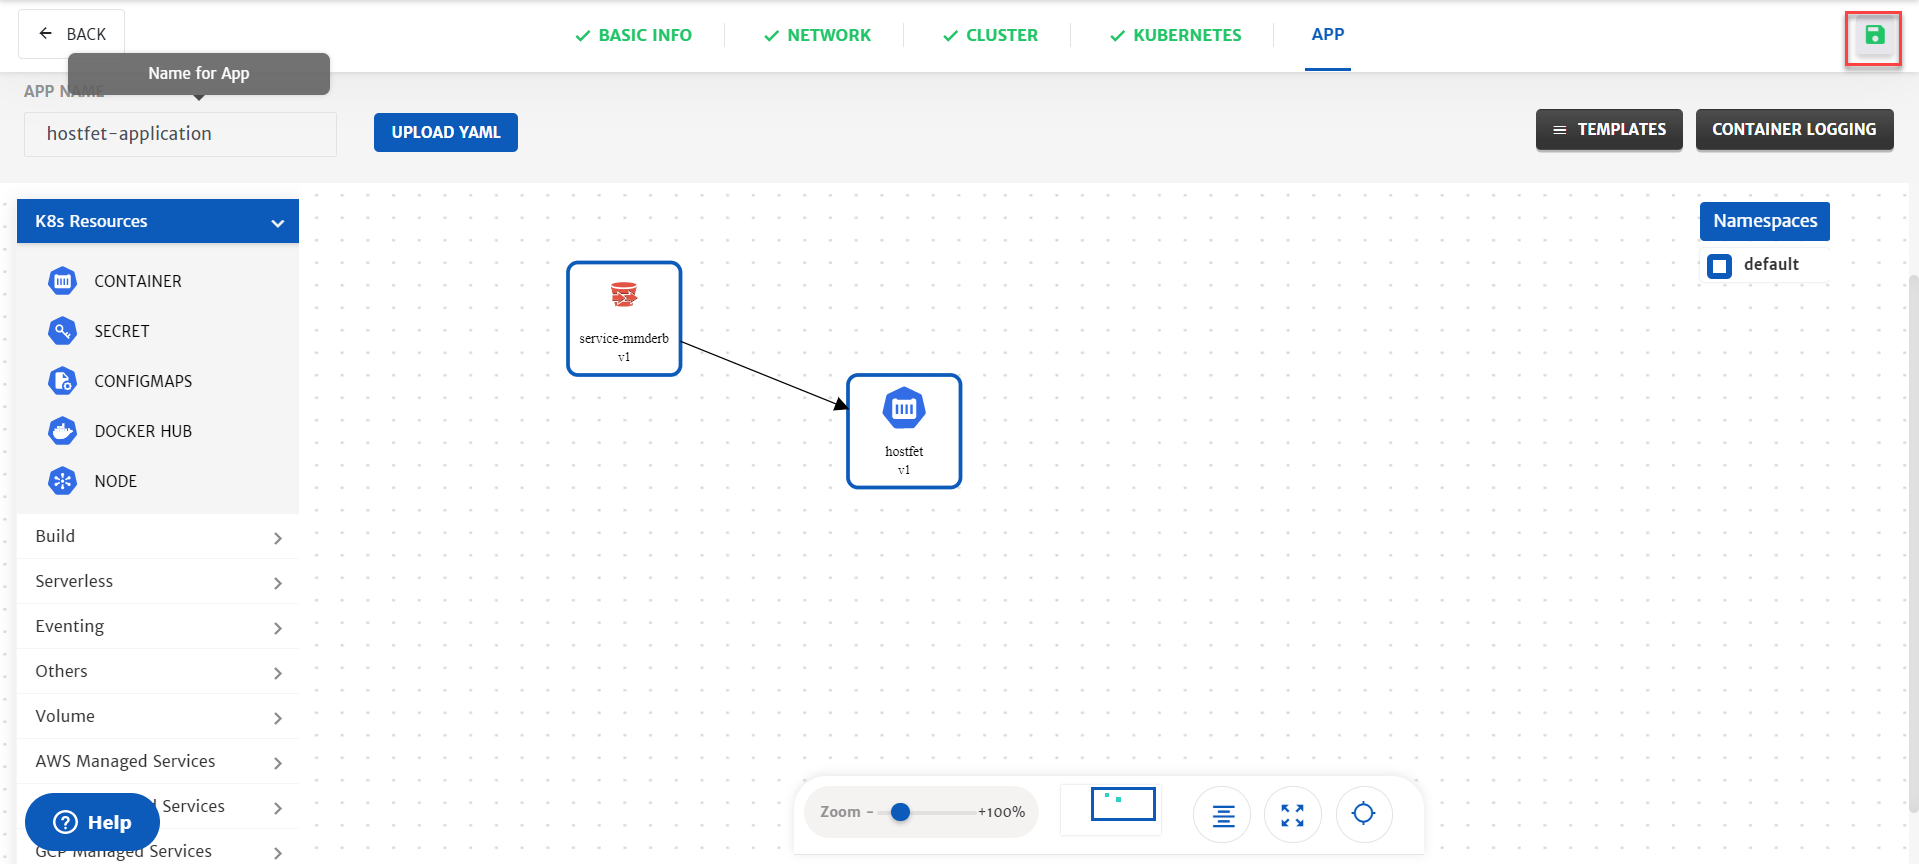 BACK
BASIC INFO
NETWORK
CLUSTER
KUBERNETES
APP
Name for App
APP NAME
hostfet-application
UPLOAD YAML
TEMPLATES
CONTAINER LOGGING
K8s Resources
CONTAINER
SECRET
CONFIGMAPS
DOCKER HUB
NODE
Build
Serverless
Eventing
Others
Volume
AWS Managed Services
Services
GCP Managed Services
Help
service-mmderb
v1
hostfet
v1
Namespaces
default
Zoom - +100%